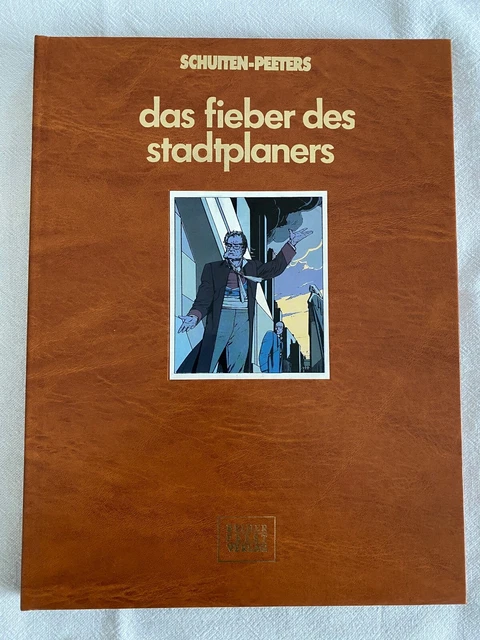 SCHUITEN-PEETERS
das fieber des
stadtplaners